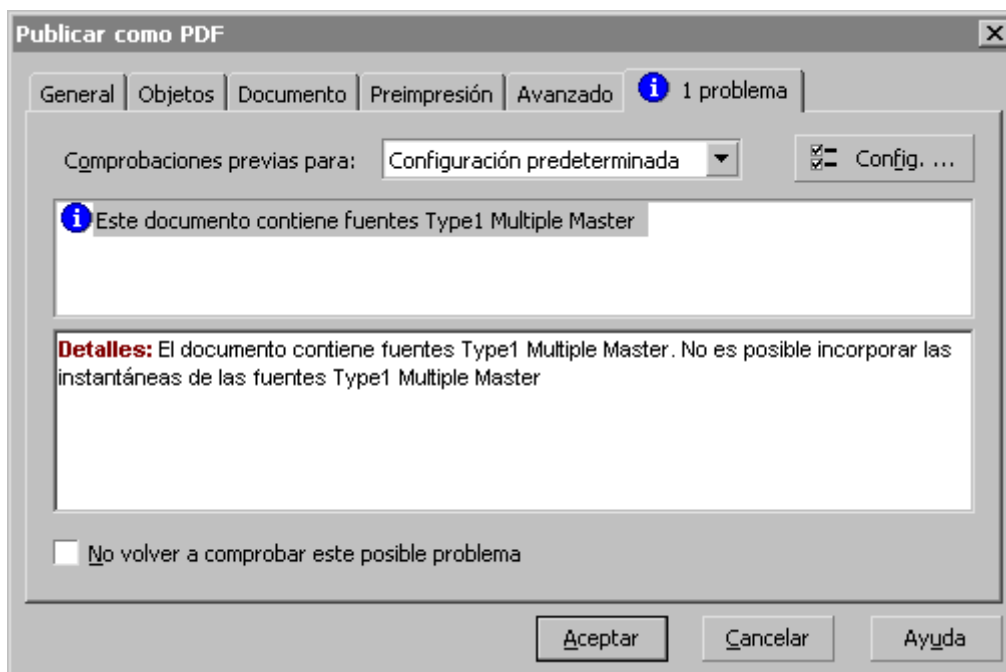 Publicar como PDF
General Objetos Documento Preimpresión Avanzado 1 problema
Comprobaciones previas para: Configuración predeterminada Config. ...
Este documento contiene fuentes Type1 Multiple Master
Detalles: El documento contiene fuentes Type1 Multiple Master. No es posible incorporar las
instantáneas de las fuentes Type1 Multiple Master
No volver a comprobar este posible problema
Aceptar Cancelar Ayuda